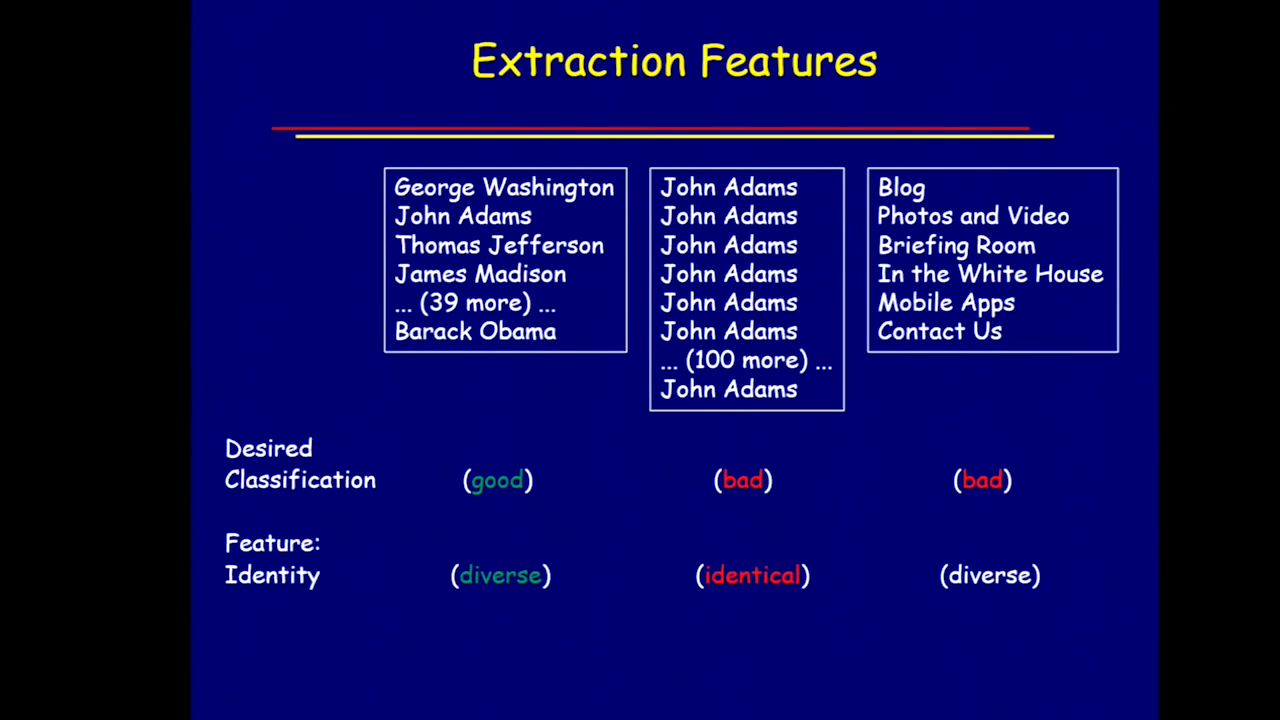 Extraction Features
George Washington
John Adams
Thomas Jefferson
James Madison
... (39 more) ...
Barack Obama
John Adams
John Adams
John Adams
John Adams
John Adams
John Adams
... (100 more) ...
John Adams
Blog
Photos and Video
Briefing Room
In the White House
Mobile Apps
Contact Us
Desired
Classification (good) (bad) (bad)
Feature:
Identity (diverse) (identical) (diverse)